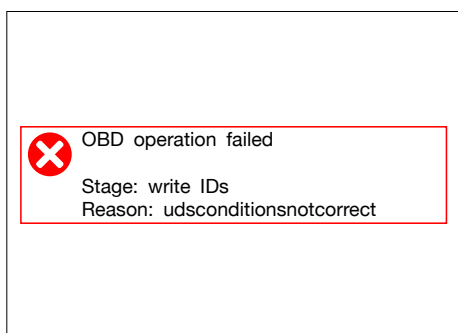 OBD operation failed
Stage: write IDs
Reason: udsconditionsnotcorrect